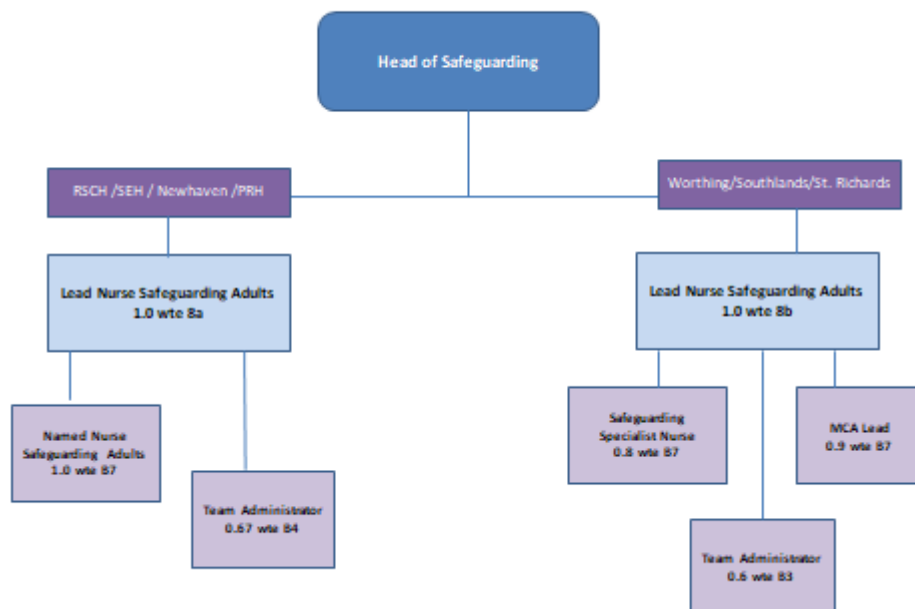 Head of Safeguarding
RSCH /SEH / Newhaven /PRH
Worthing/Southlands/St. Richards
Lead Nurse Safeguarding Adults
1.0 wte 8a
Lead Nurse Safeguarding Adults
1.0 wte 8b
Named Nurse
Safeguarding Adults
1.0 wte B7
Team Administrator
0.67 wte B4
Safeguarding
Specialist Nurse
0.8 wte B7
MCA Lead
0.9 wte B7
Team Administrator
0.6 wte B3